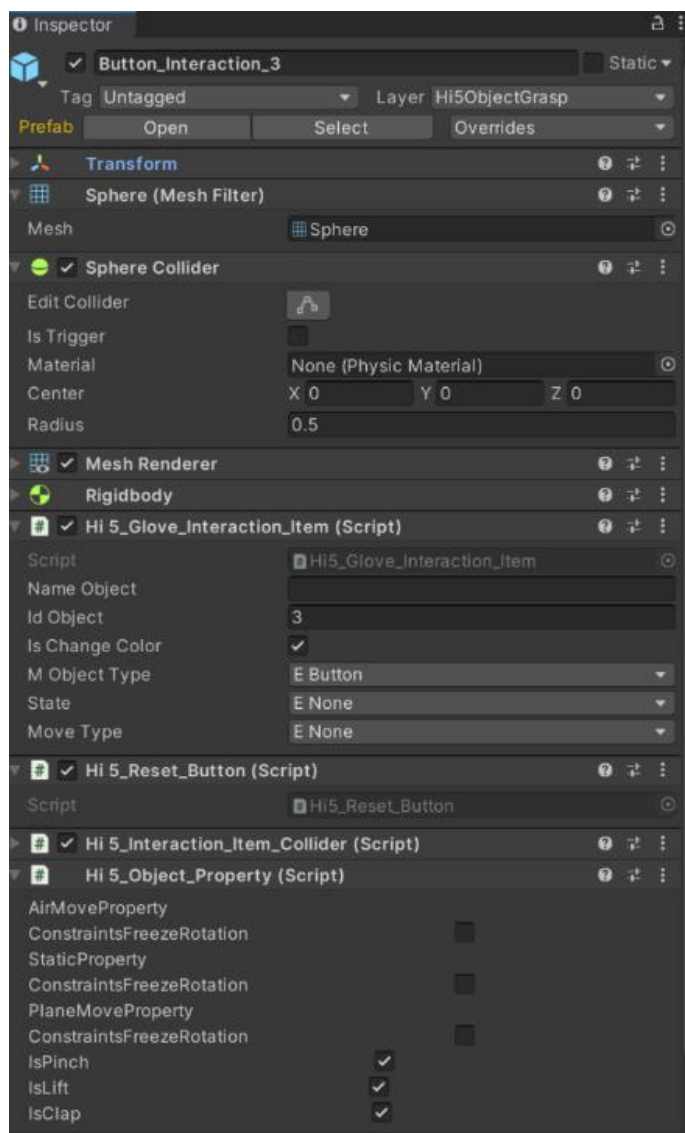 Inspector
Button_Interaction_3 Static
Tag Untagged Layer Hi5ObjectGrasp
Prefab Open Select Overrides
Transform
Sphere (Mesh Filter)
Mesh Sphere
Sphere Collider
Edit Collider
Is Trigger
Material None (Physic Material)
Center X 0 Y 0 Z 0
Radius 0.5
Mesh Renderer
Rigidbody
Hi 5_Glove_Interaction_Item (Script)
Script Hi5_Glove_Interaction_Item
Name Object
Id Object 3
Is Change Color
M Object Type E Button
State E None
Move Type E None
Hi 5_Reset_Button (Script)
Script Hi5_Reset_Button
Hi 5_Interaction_Item_Collider (Script)
Hi 5_Object_Property (Script)
AirMoveProperty
ConstraintsFreezeRotation
StaticProperty
ConstraintsFreezeRotation
PlaneMoveProperty
ConstraintsFreezeRotation
IsPinch
IsLift
IsClap